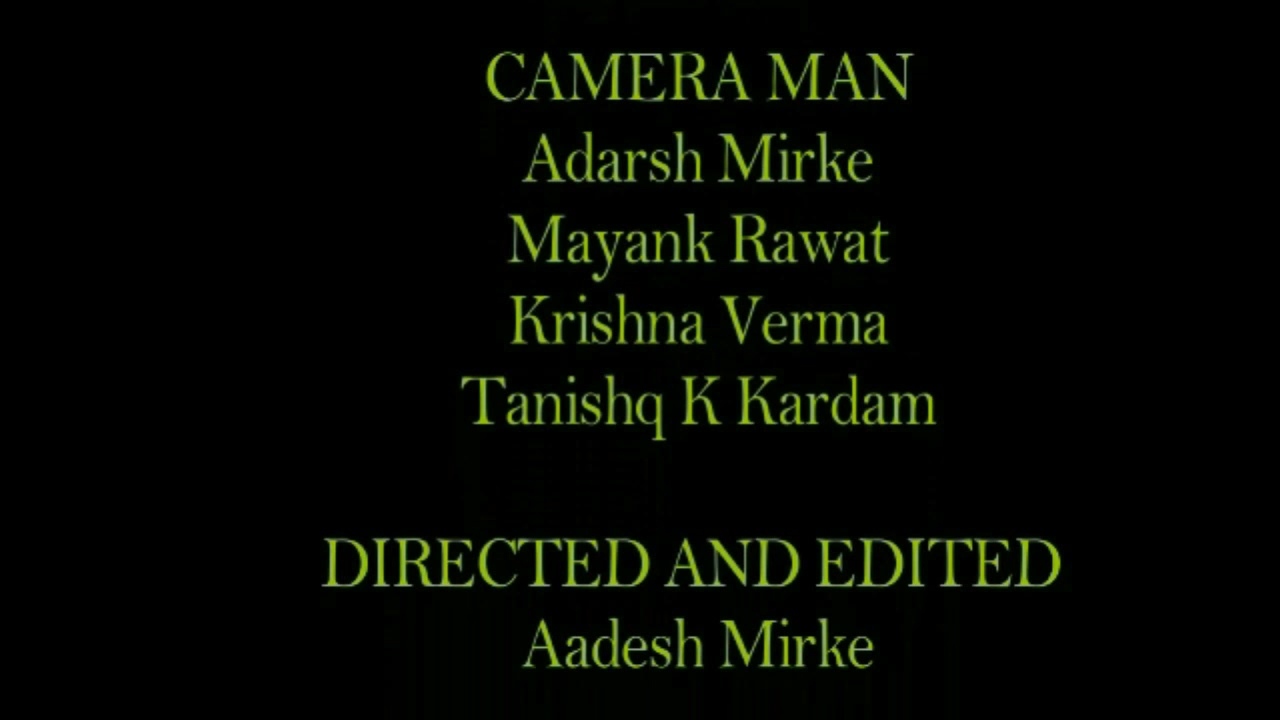 CAMERA MAN
Adarsh Mirke
Mayank Rawat
Krishna Verma
Tanishq K Kardam
DIRECTED AND EDITED
Aadesh Mirke